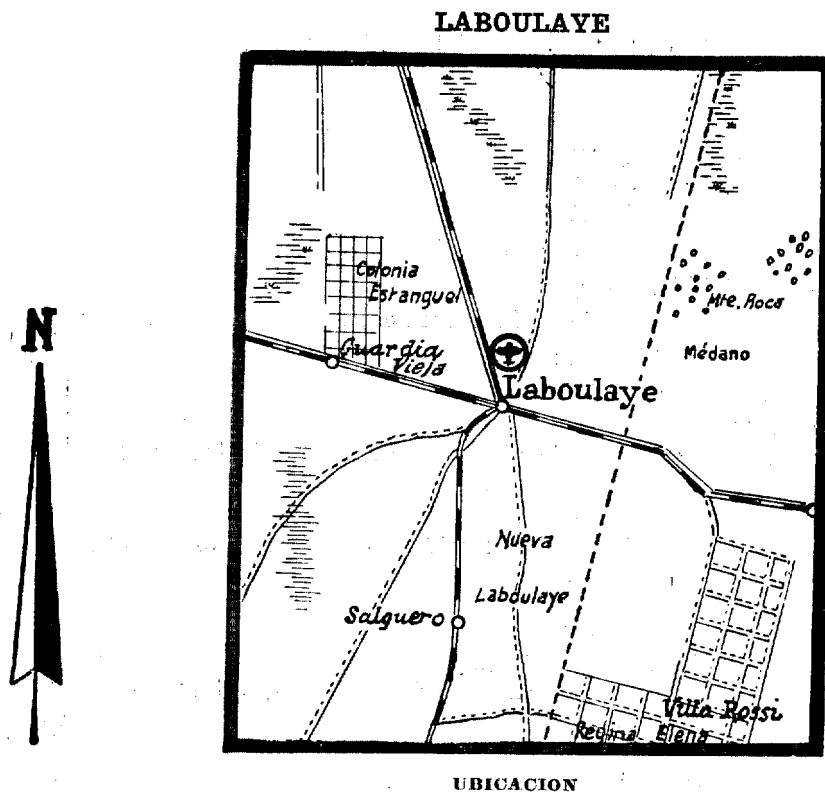 LABOULAYE
Colonia
Estanguel
Mte. Roca
N
Guardia
Vieja
Médano
Laboulaye
Nueva
Laboulaye
Salguero
Villa Rossi
Regina Elena
UBICACION